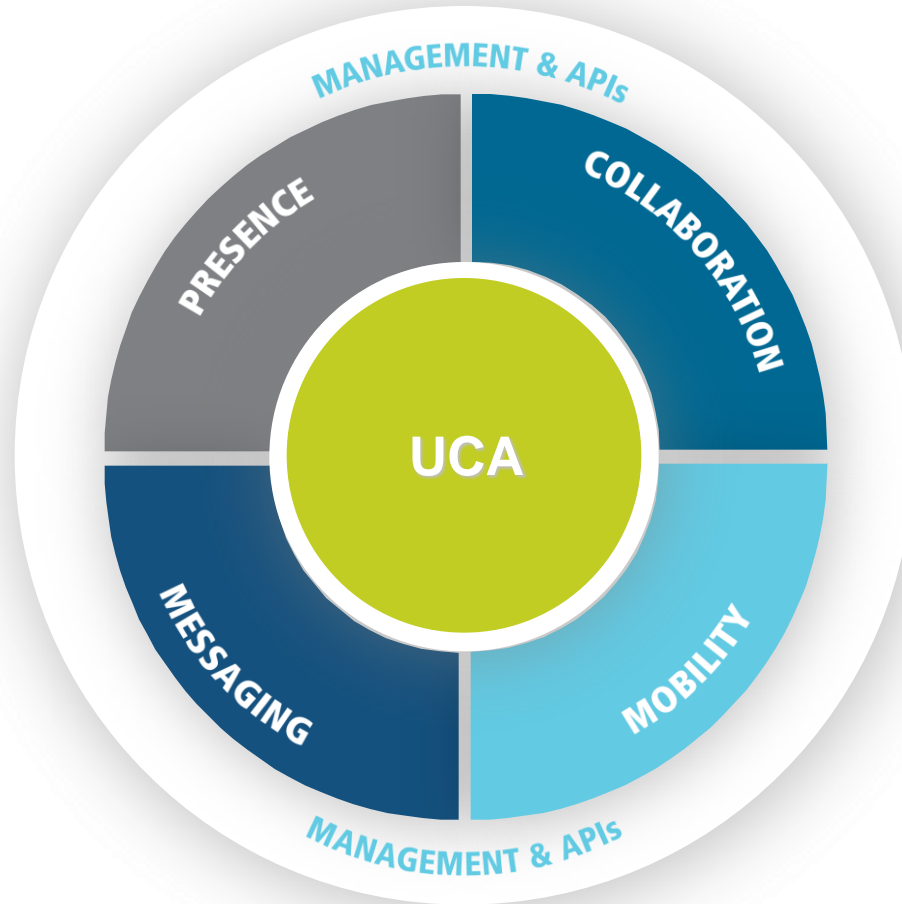 MANAGEMENT & APIs
PRESENCE
COLLABORATION
UCA
MESSAGING
MOBILITY
MANAGEMENT & APIs